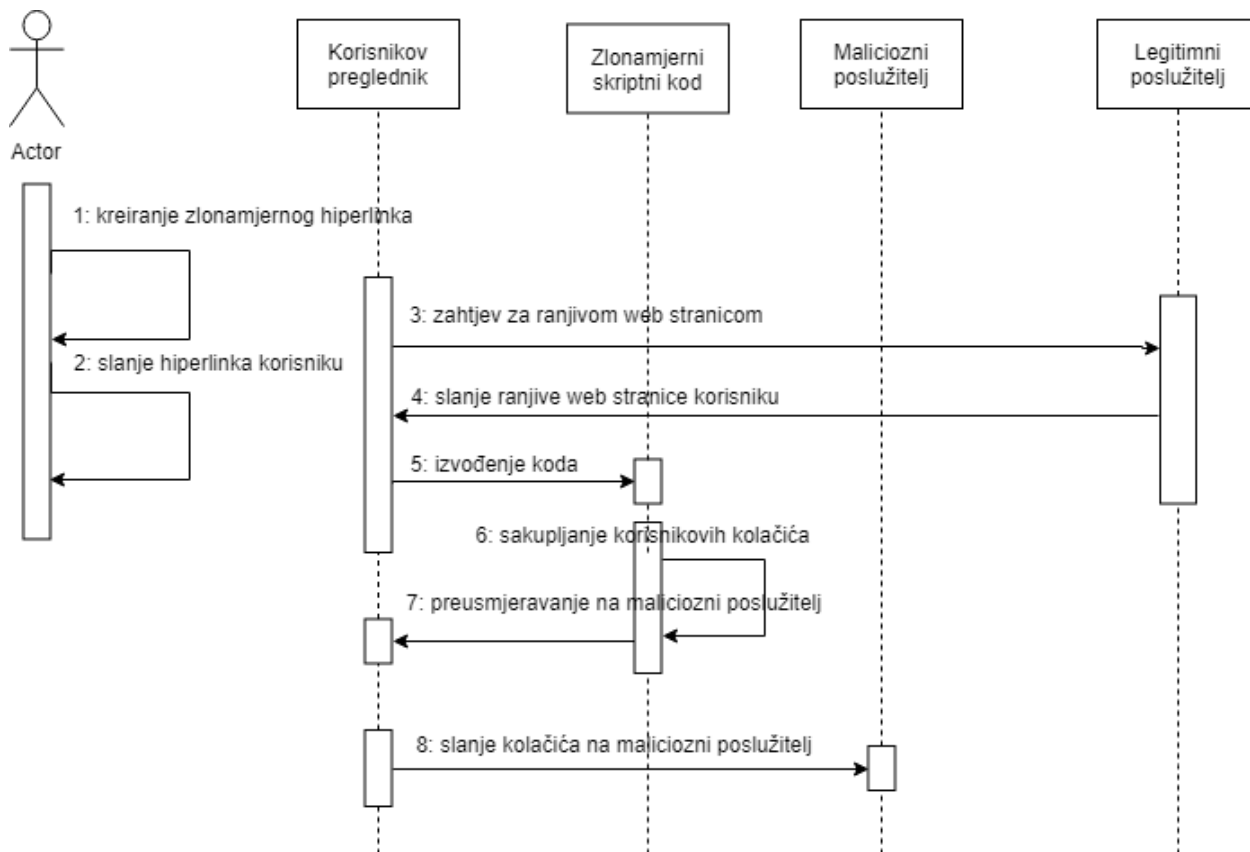 Korisnikov
preglednik
Zlonamjerni
skriptni kod
Maliciozni
poslužitelj
Legitimni
poslužitelj
Actor
1: kreiranje zlonamjernog hiperlinka
3: zahtjev za ranjivom web stranicom
2: slanje hiperlinka korisniku
4: slanje ranjive web stranice korisniku
5: izvođenje koda
6: sakupljanje korisnikovih kolačića
7: preusmjeravanje na maliciozni poslužitelj
8: slanje kolačića na maliciozni poslužitelj